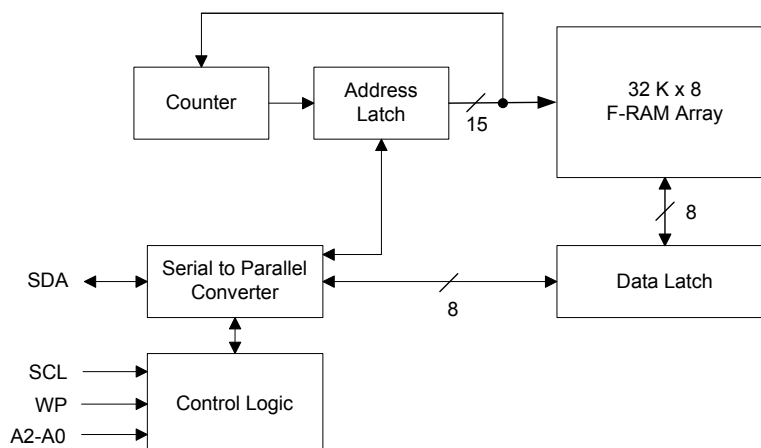 32 K x 8
F-RAM Array
Counter
Address
Latch
15
8
SDA
Serial to Parallel
Converter
8
Data Latch
SCL
WP
A2-A0
Control Logic